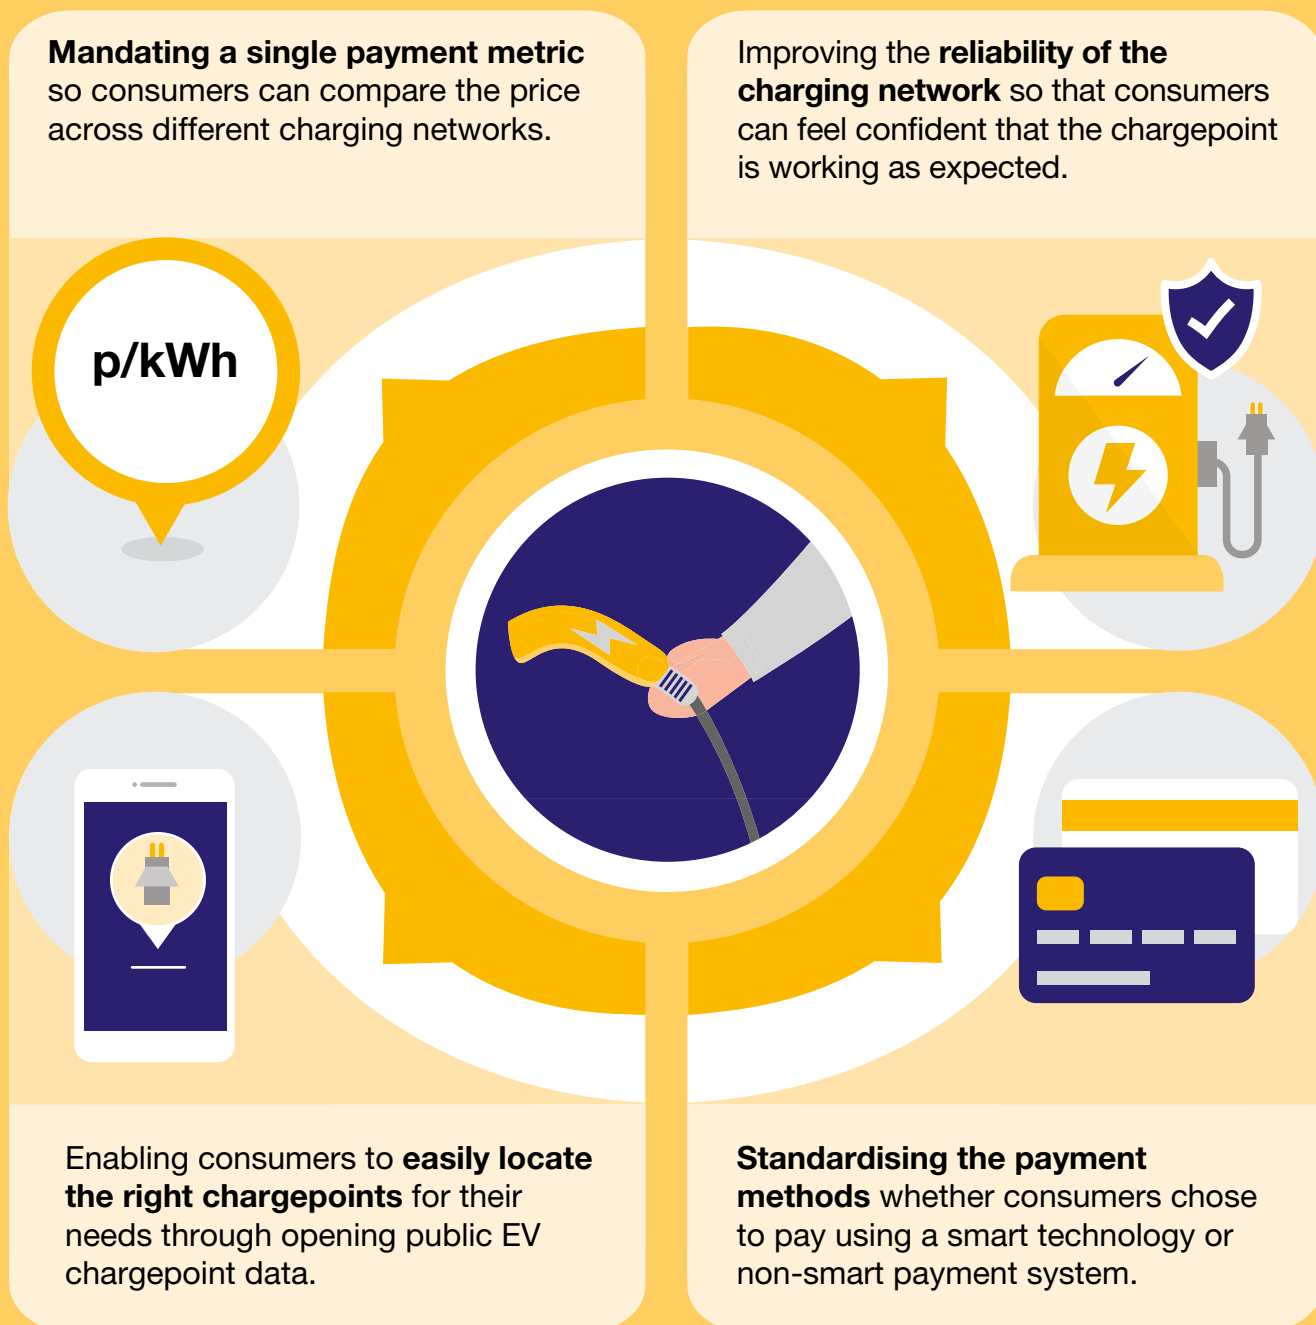 Mandating a single payment metric
so consumers can compare the price
across different charging networks.
Improving the reliability of the
charging network so that consumers
can feel confident that the chargepoint
is working as expected.
p/kWh
Enabling consumers to easily locate
the right chargepoints for their
needs through opening public EV
chargepoint data.
Standardising the payment
methods whether consumers chose
to pay using a smart technology or
non-smart payment system.